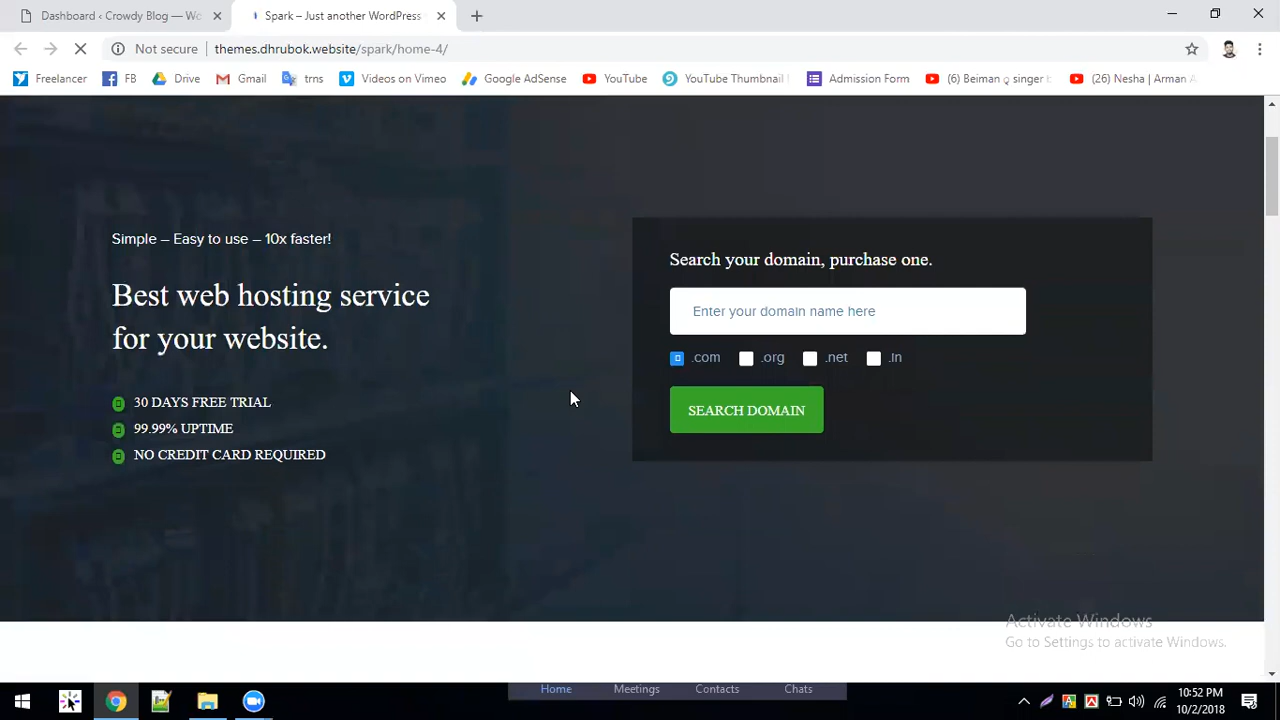 Dashboard ‹ Crowdy Blog — Wo
Spark – Just another WordPress
Not secure
themes.dhrubok.website/spark/home-4/
Freelancer
FB
Drive
Gmail
trns
Videos on Vimeo
Google AdSense
YouTube
YouTube Thumbnail
Admission Form
(6) Beiman q singer b
(26) Nesha | Arman A
Simple – Easy to use – 10x faster!
Best web hosting service
for your website.
30 DAYS FREE TRIAL
99.99% UPTIME
NO CREDIT CARD REQUIRED
Search your domain, purchase one.
Enter your domain name here
.com .org .net .in
SEARCH DOMAIN
Activate Windows
Go to Settings to activate Windows.
Home Meetings Contacts Chats
10:52 PM
10/2/2018